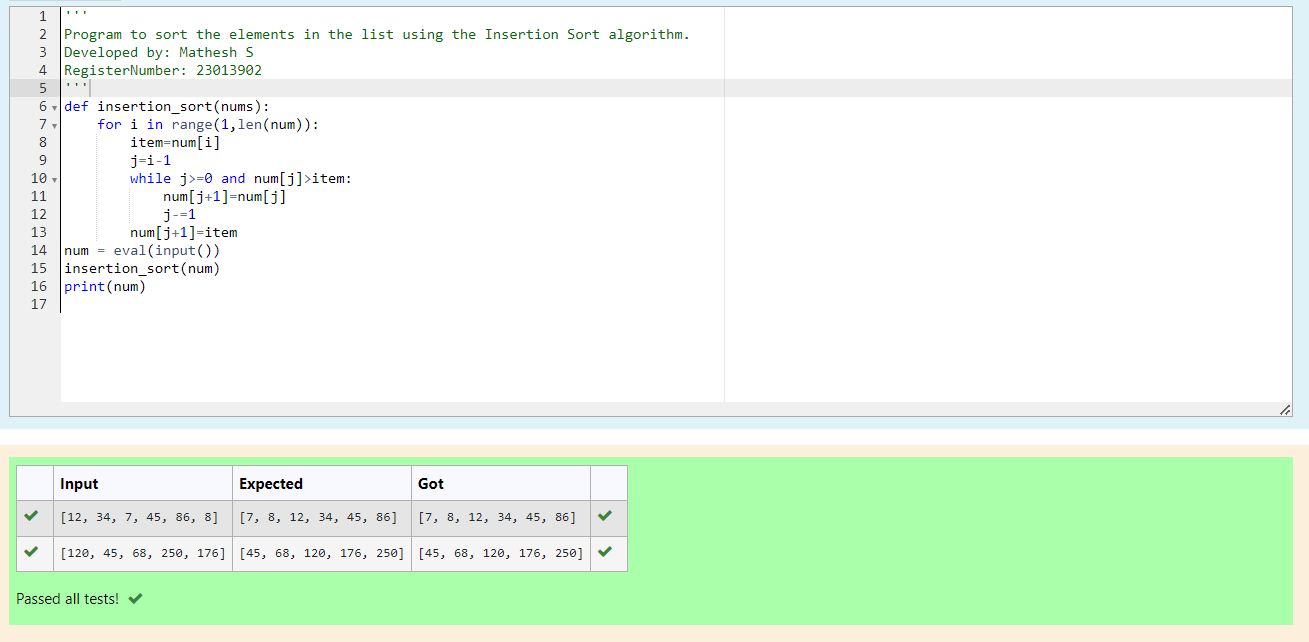 1 '''
2 Program to sort the elements in the list using the Insertion Sort algorithm.
3 Developed by: Mathesh S
4 RegisterNumber: 23013902
5 '''
6 def insertion_sort(nums):
7     for i in range(1,len(num)):
8         item=num[i]
9         j=i-1
10         while j>=0 and num[j]>item:
11             num[j+1]=num[j]
12             j-=1
13         num[j+1]=item
14 num = eval(input())
15 insertion_sort(num)
16 print(num)
17
Input Expected Got
[12, 34, 7, 45, 86, 8] [7, 8, 12, 34, 45, 86] [7, 8, 12, 34, 45, 86]
[120, 45, 68, 250, 176] [45, 68, 120, 176, 250] [45, 68, 120, 176, 250]
Passed all tests!